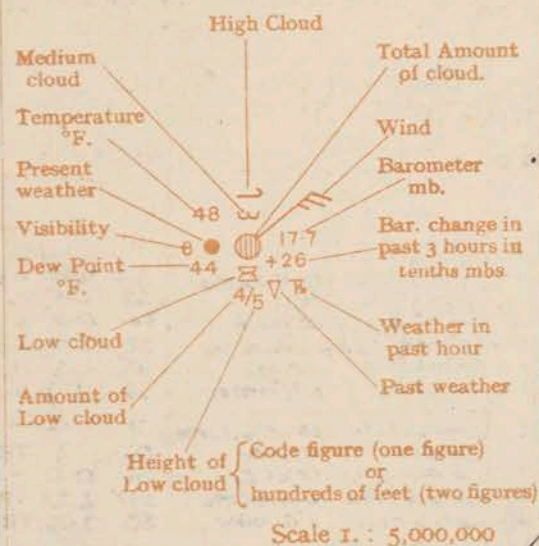 High Cloud
Medium
cloud
Total Amount
of cloud.
Temperature
°F.
Wind
Present
weather
Barometer
mb.
48
Visibility
8
17·7
Bar. change in
past 3 hours in
tenths mbs.
+26
Dew Point
°F.
44
4/5
Low cloud
Weather in
past hour
Amount of
Low cloud
Past weather
Height of
Low cloud
Code figure (one figure)
or
hundreds of feet (two figures)
Scale 1. : 5,000,000